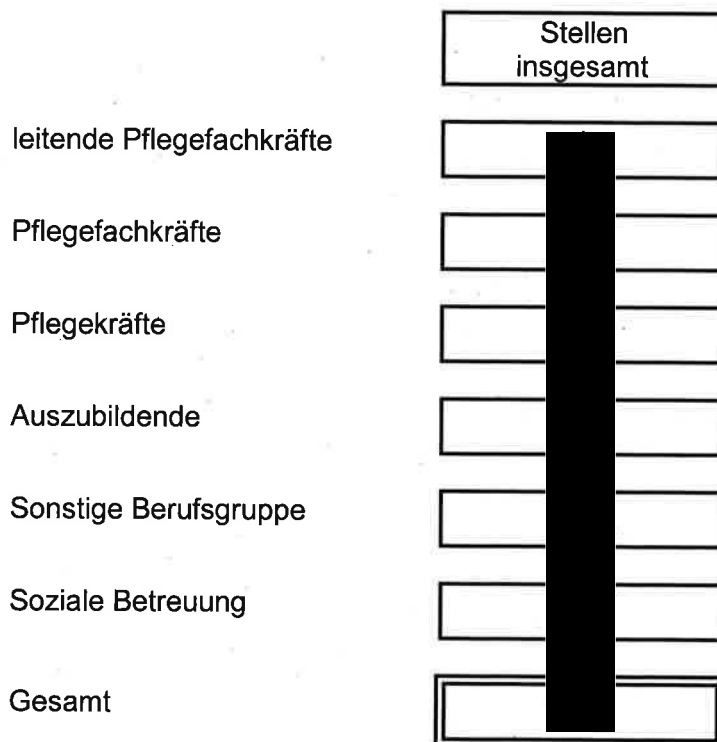 Stellen
insgesamt
leitende Pflegefachkräfte
Pflegefachkräfte
Pflegekräfte
Auszubildende
Sonstige Berufsgruppe
Soziale Betreuung
Gesamt